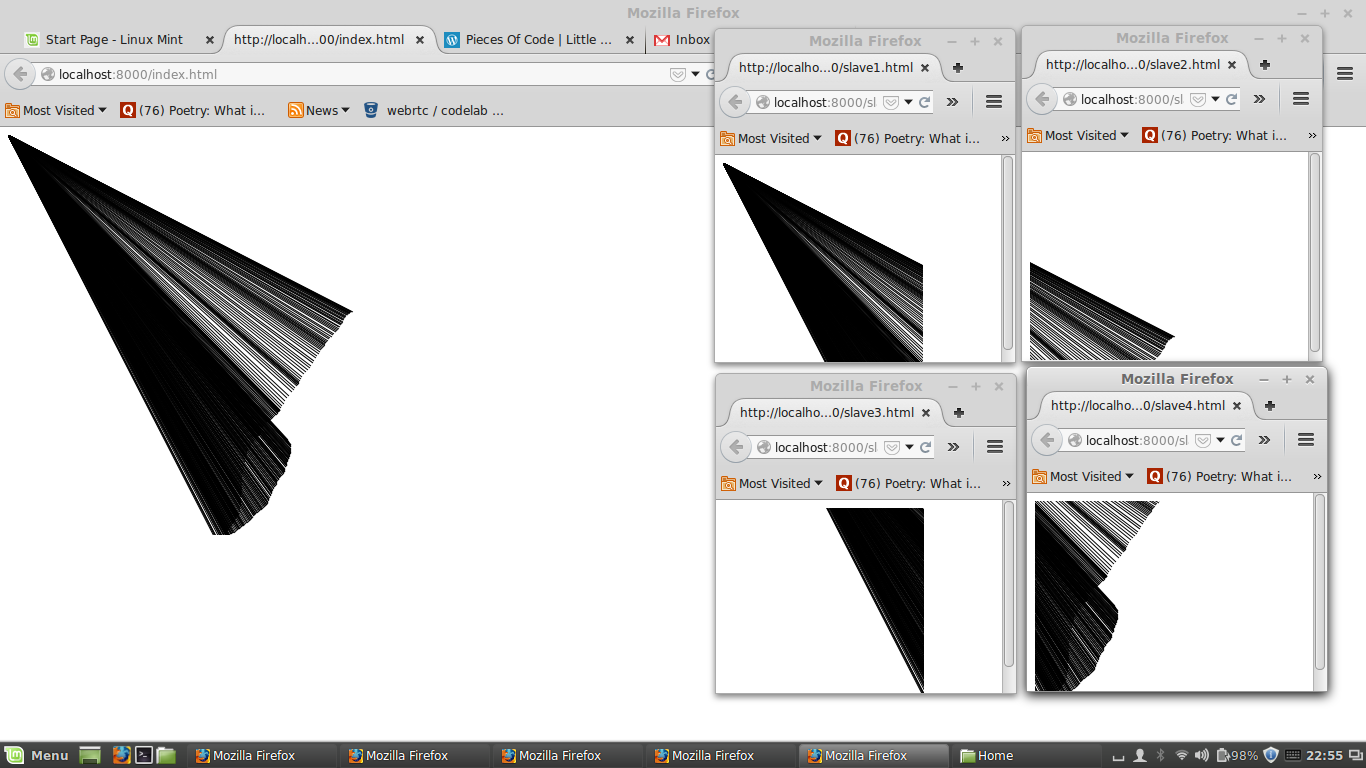 Mozilla Firefox
Start Page - Linux Mint
http://localh...00/index.html
Pieces Of Code | Little ...
Inbox
localhost:8000/index.html
Most Visited
(76) Poetry: What i...
News
webrtc / codelab ...
Mozilla Firefox
http://localho...0/slave1.html
localhost:8000/sl
Most Visited
(76) Poetry: What i...
Mozilla Firefox
http://localho...0/slave2.html
localhost:8000/sl
Most Visited
(76) Poetry: What i...
Mozilla Firefox
http://localho...0/slave3.html
localhost:8000/sl
Most Visited
(76) Poetry: What i...
Mozilla Firefox
http://localho...0/slave4.html
localhost:8000/sl
Most Visited
(76) Poetry: What i...
Menu
Mozilla Firefox
Mozilla Firefox
Mozilla Firefox
Mozilla Firefox
Mozilla Firefox
Home
98%
22:55